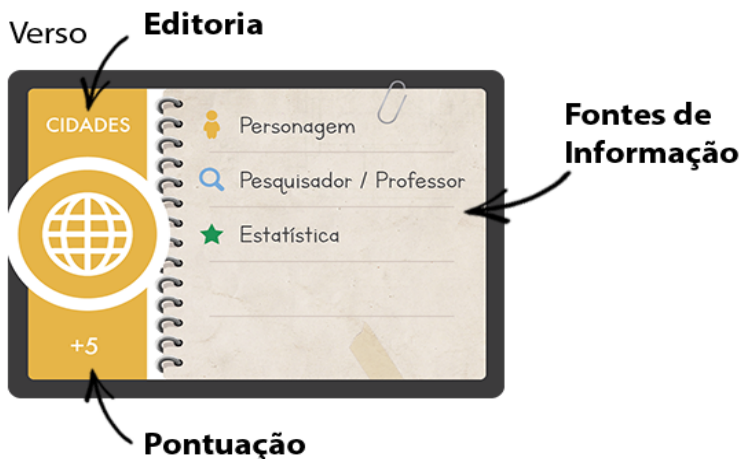 Verso
Editoria
CIDADES
Personagem
Pesquisador / Professor
Estatística
+5
Fontes de
Informação
Pontuação